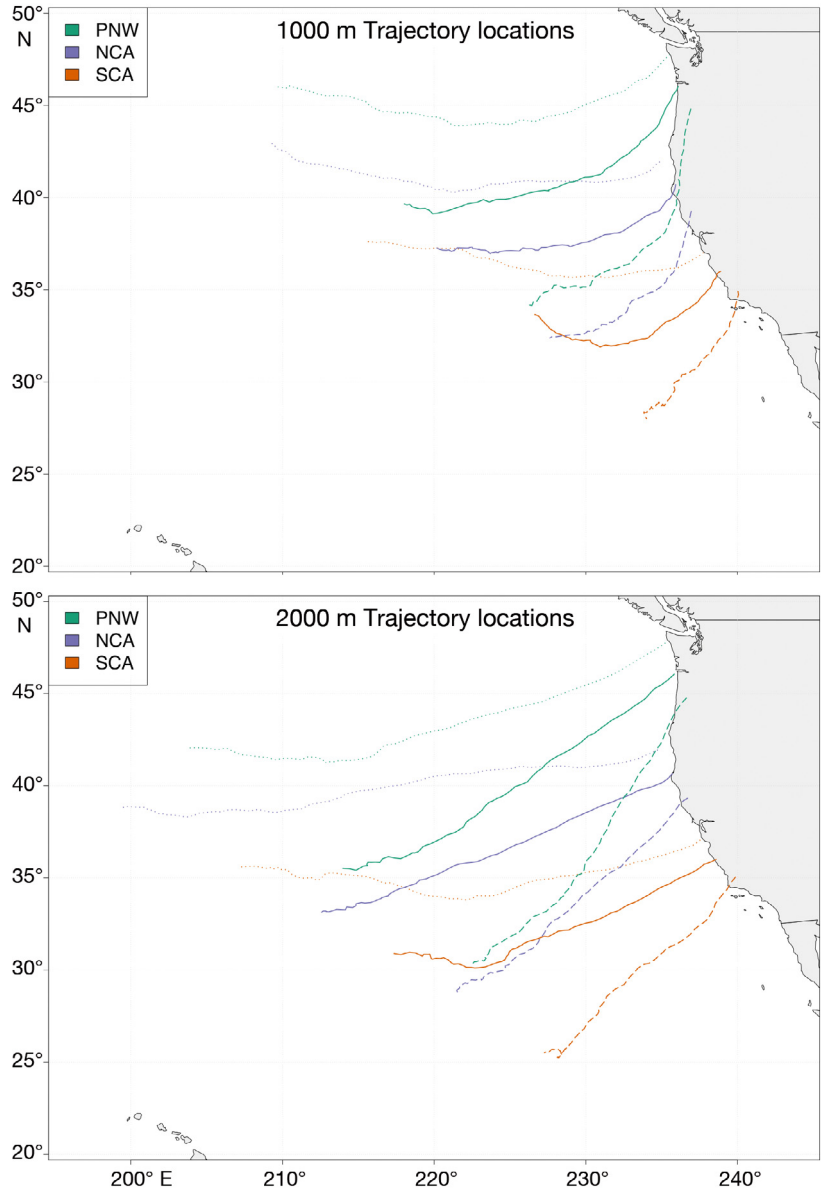 50°
N
PNW
NCA
SCA
1000 m Trajectory locations
45°
40°
35°
30°
25°
20°
50°
N
PNW
NCA
SCA
2000 m Trajectory locations
45°
40°
35°
30°
25°
20°
200° E 210° 220° 230° 240°